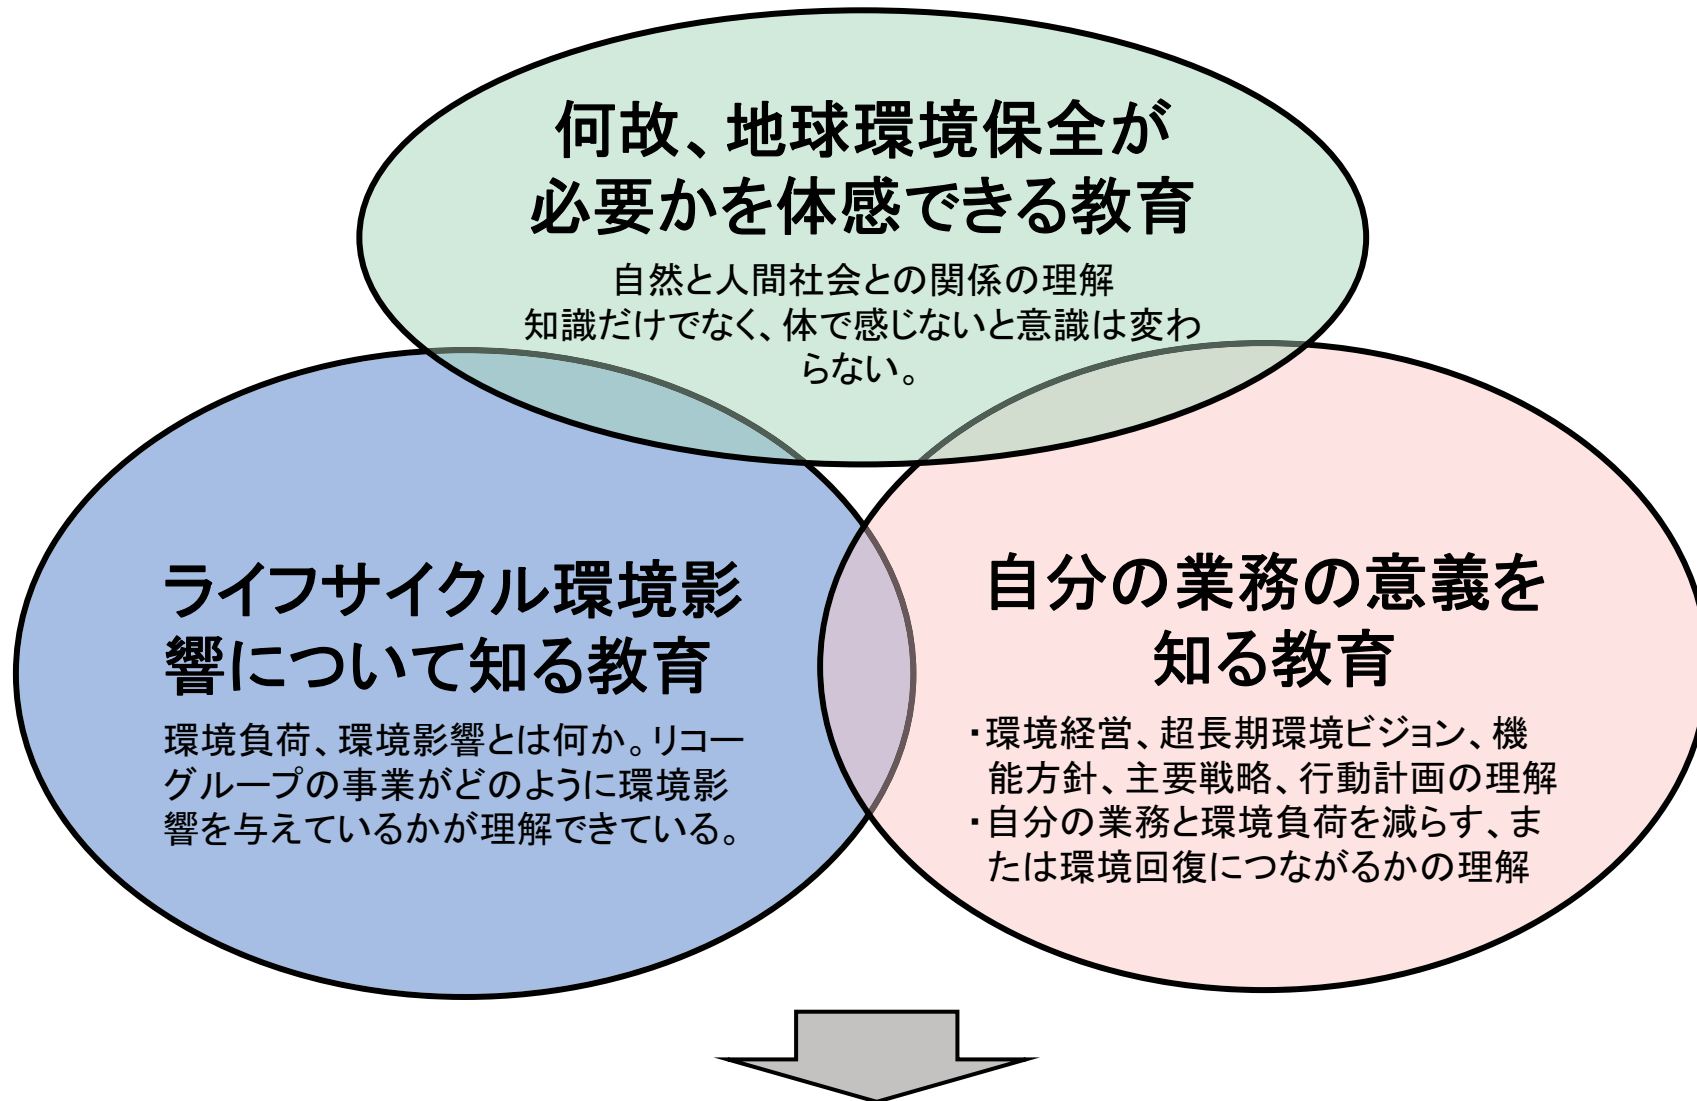 何故、地球環境保全が
必要かを体感できる教育
自然と人間社会との関係の理解
知識だけでなく、体で感じないと意識は変わ
らない。
ライフサイクル環境影
響について知る教育
環境負荷、環境影響とは何か。リコー
グループの事業がどのように環境影
響を与えているかが理解できている。
自分の業務の意義を
知る教育
・環境経営、超長期環境ビジョン、機
能方針、主要戦略、行動計画の理解
・自分の業務と環境負荷を減らす、ま
たは環境回復につながるかの理解